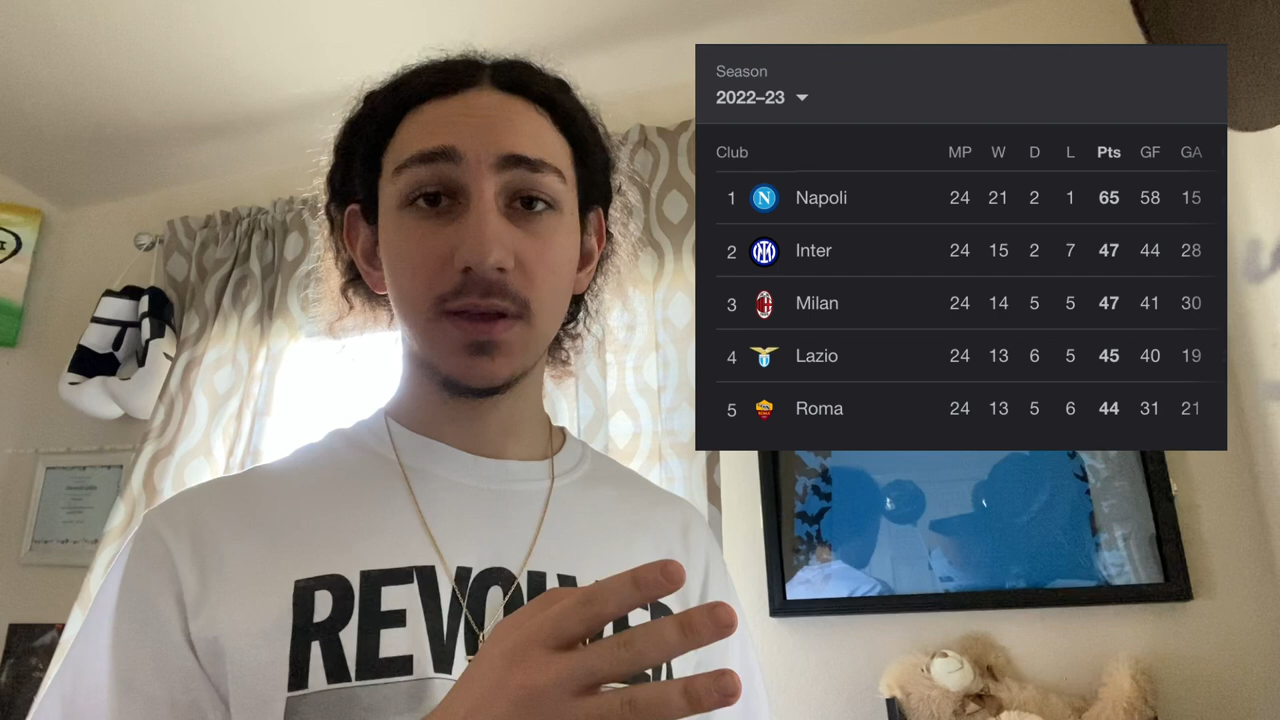 Season
2022–23
Club MP W D L Pts GF GA
1 Napoli 24 21 2 1 65 58 15
2 Inter 24 15 2 7 47 44 28
3 Milan 24 14 5 5 47 41 30
4 Lazio 24 13 6 5 45 40 19
5 Roma 24 13 5 6 44 31 21